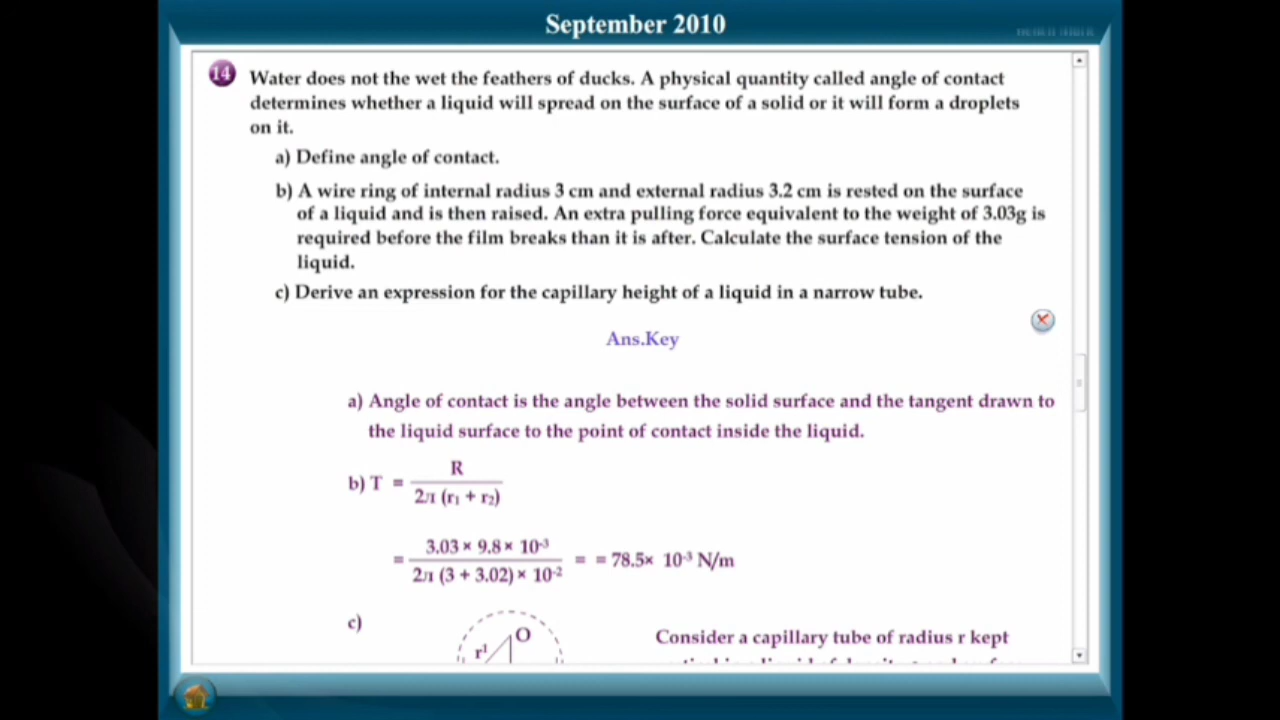 September 2010
14 Water does not the wet the feathers of ducks. A physical quantity called angle of contact
determines whether a liquid will spread on the surface of a solid or it will form a droplets
on it.
a) Define angle of contact.
b) A wire ring of internal radius 3 cm and external radius 3.2 cm is rested on the surface
of a liquid and is then raised. An extra pulling force equivalent to the weight of 3.03g is
required before the film breaks than it is after. Calculate the surface tension of the
liquid.
c) Derive an expression for the capillary height of a liquid in a narrow tube.
Ans.Key
a) Angle of contact is the angle between the solid surface and the tangent drawn to
the liquid surface to the point of contact inside the liquid.
b) T = R / 2π (r₁ + r₂)
= 3.03 × 9.8 × 10⁻³ / 2π (3 + 3.02) × 10⁻² = = 78.5× 10⁻³ N/m
c)
O
r¹
Consider a capillary tube of radius r kept